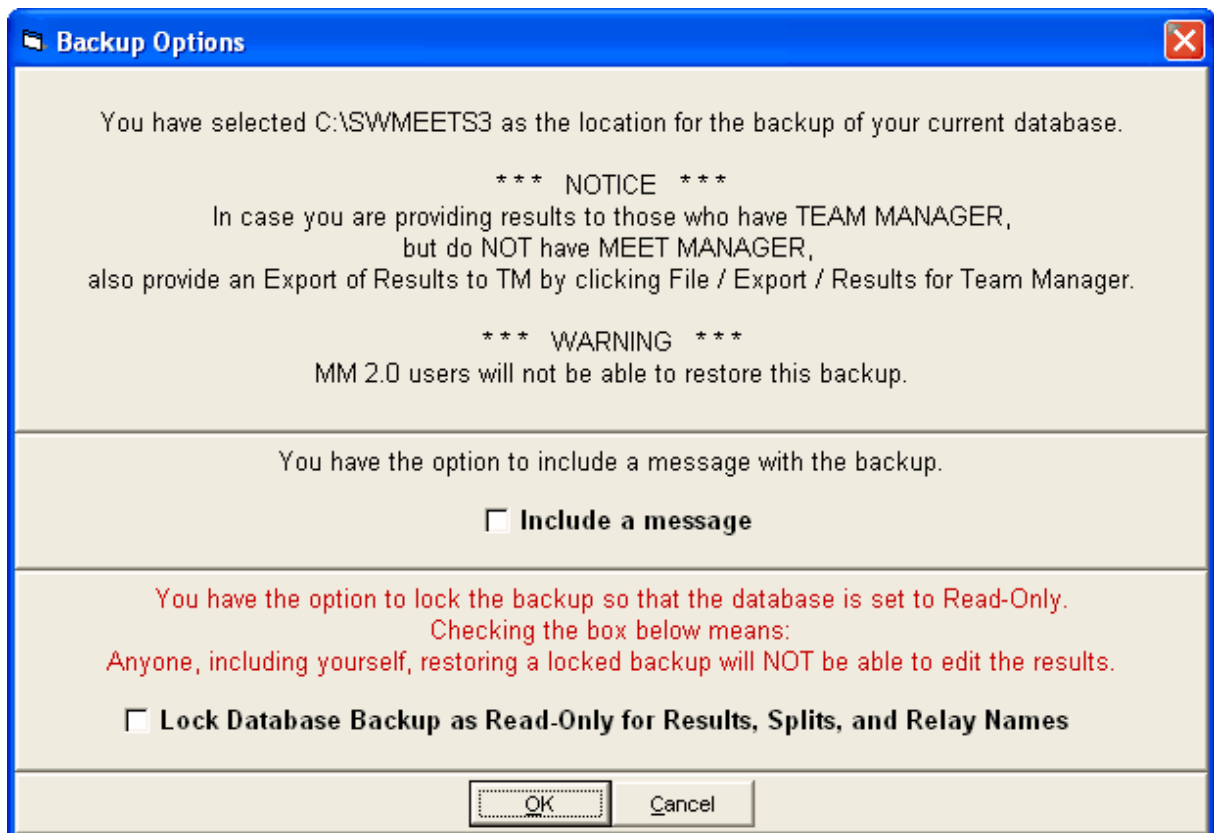 Backup Options
You have selected C:\SWMEETS3 as the location for the backup of your current database.
* * *   NOTICE   * * *
In case you are providing results to those who have TEAM MANAGER,
but do NOT have MEET MANAGER,
also provide an Export of Results to TM by clicking File / Export / Results for Team Manager.
* * *   WARNING   * * *
MM 2.0 users will not be able to restore this backup.
You have the option to include a message with the backup.
Include a message
You have the option to lock the backup so that the database is set to Read-Only.
Checking the box below means:
Anyone, including yourself, restoring a locked backup will NOT be able to edit the results.
Lock Database Backup as Read-Only for Results, Splits, and Relay Names
OK
Cancel